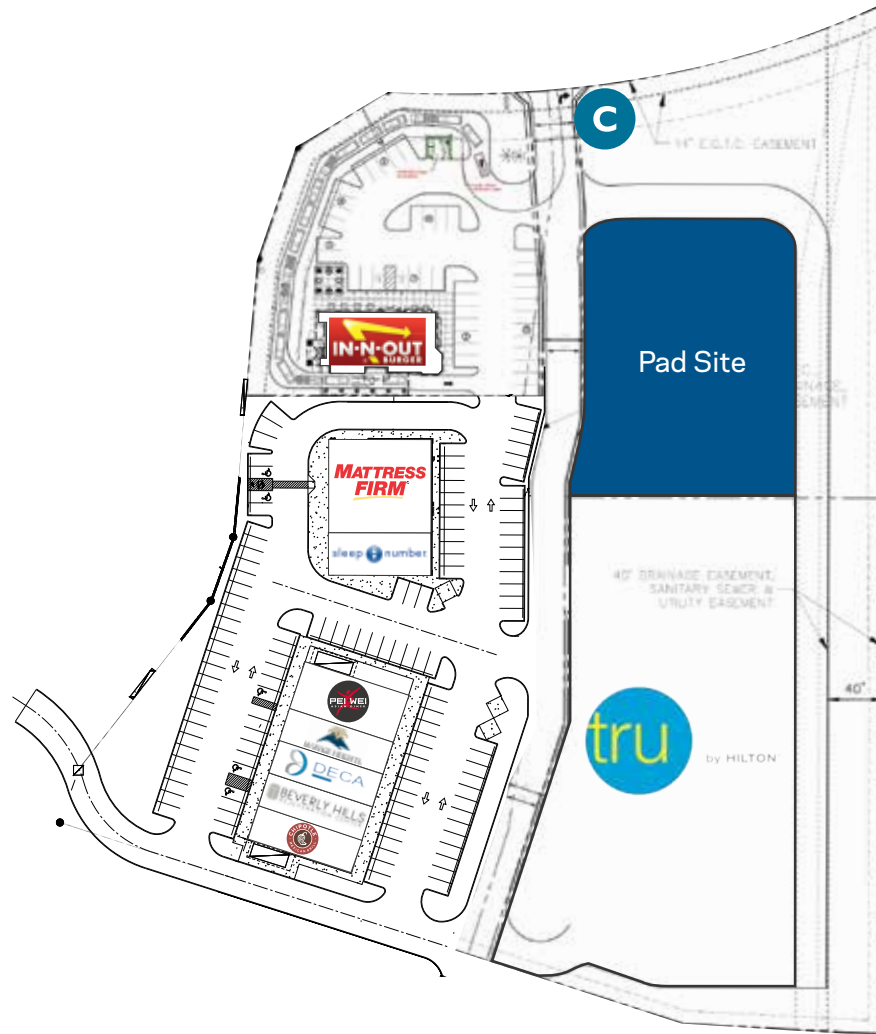 C
14" E.G.T.C. EASEMENT
IN-N-OUT
BURGER
Pad Site
MATTRESS
FIRM
sleep number
40' DRAINAGE EASEMENT,
SANITARY SEWER &
UTILITY EASEMENT
40'
PEI WEI
tru
by HILTON
DECA
BEVERLY HILLS
CHIPOTLE